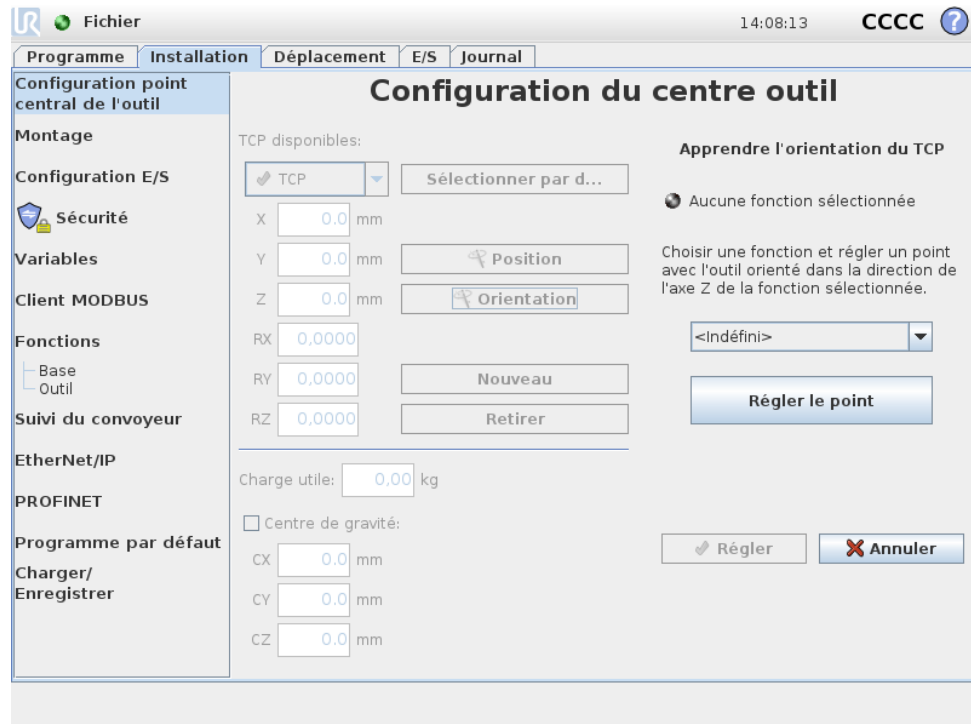 UR Fichier 14:08:13 CCCC ?
Programme Installation Déplacement E/S Journal
Configuration point
central de l'outil
Montage
Configuration E/S
Sécurité
Variables
Client MODBUS
Fonctions
Base
Outil
Suivi du convoyeur
EtherNet/IP
PROFINET
Programme par défaut
Charger/
Enregistrer
Configuration du centre outil
TCP disponibles:
TCP Sélectionner par d...
X 0.0 mm
Y 0.0 mm Position
Z 0.0 mm Orientation
RX 0,0000
RY 0,0000 Nouveau
RZ 0,0000 Retirer
Charge utile: 0,00 kg
Centre de gravité:
CX 0.0 mm
CY 0.0 mm
CZ 0.0 mm
Apprendre l'orientation du TCP
Aucune fonction sélectionnée
Choisir une fonction et régler un point
avec l'outil orienté dans la direction de
l'axe Z de la fonction sélectionnée.
<Indéfini>
Régler le point
Régler Annuler